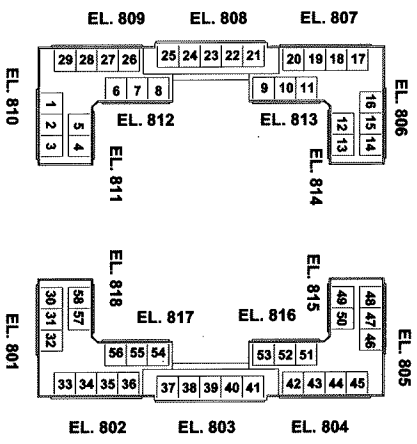 EL. 809 EL. 808 EL. 807
29 28 27 26 25 24 23 22 21 20 19 18 17
EL. 810
6 7 8 9 10 11
EL. 806
1
2
3
5
4
EL. 812 EL. 813
12
13
16
15
14
EL. 811
EL. 814
EL. 818
EL. 815
EL. 801
30
31
32
58
57
EL. 817 EL. 816
49
50
48
47
46
EL. 805
56 55 54 53 52 51
33 34 35 36 37 38 39 40 41 42 43 44 45
EL. 802 EL. 803 EL. 804